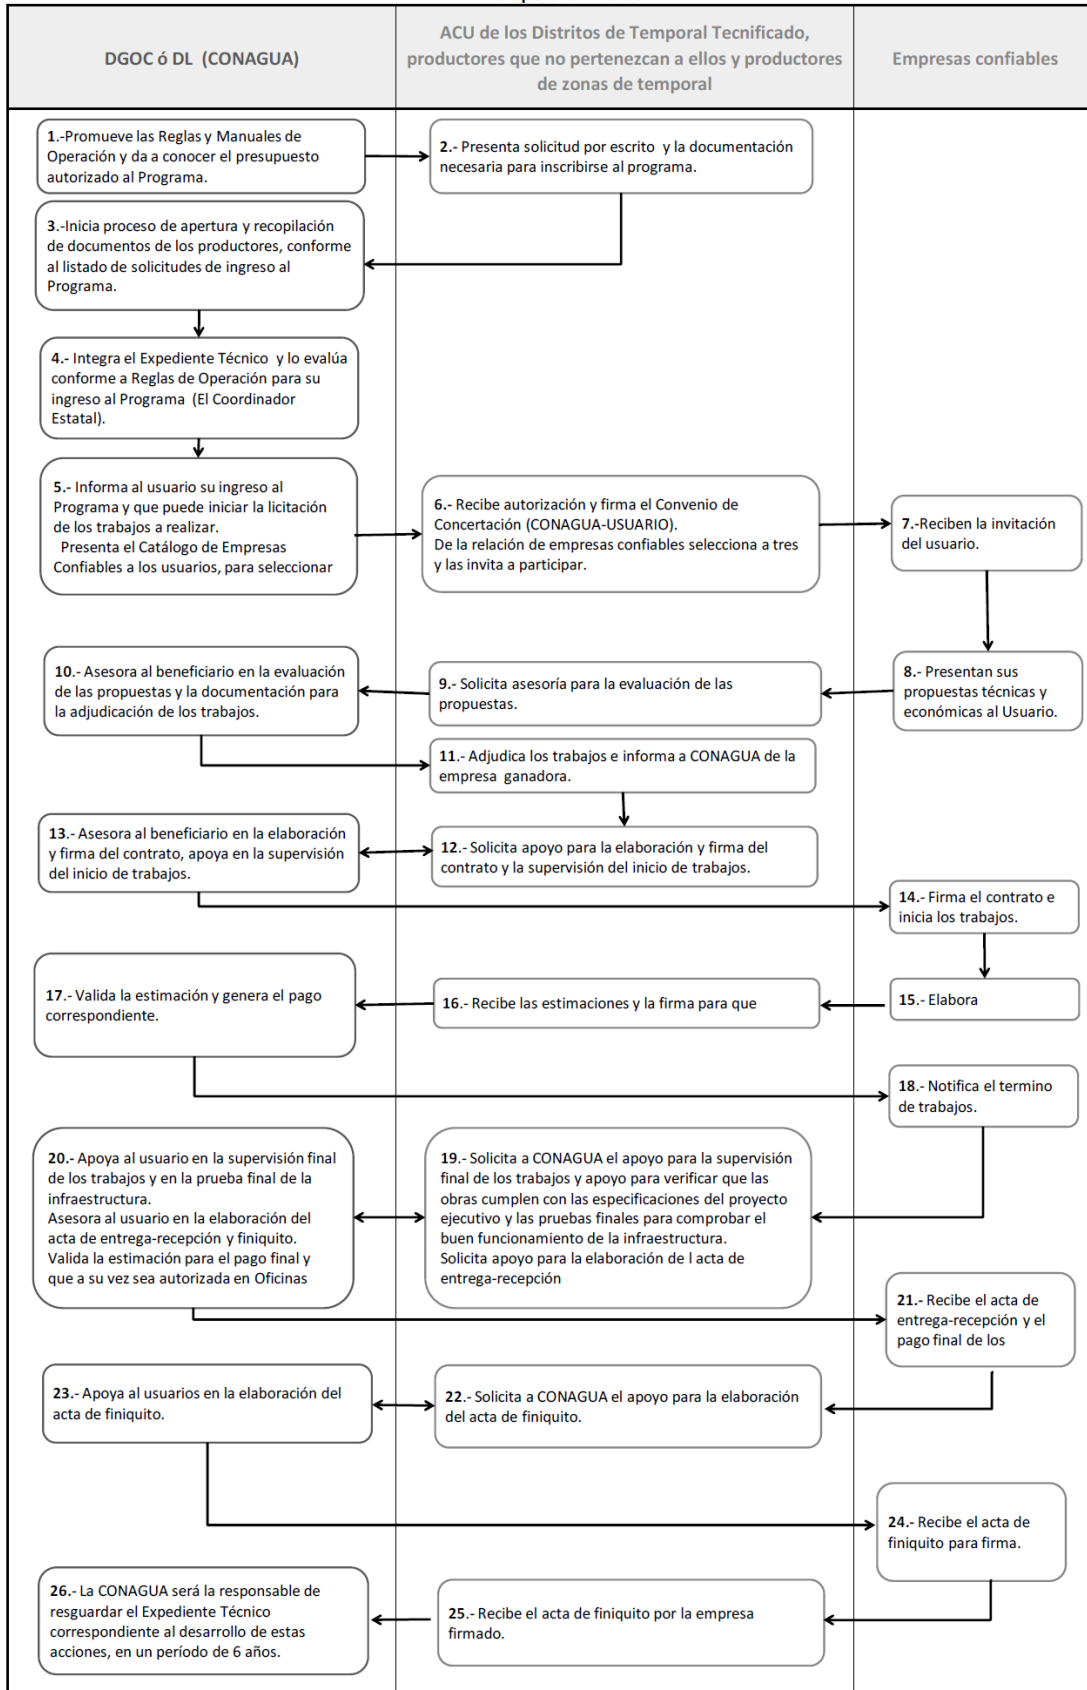 DGOC ó DL (CONAGUA)
ACU de los Distritos de Temporal Tecnificado,
productores que no pertenezcan a ellos y productores
de zonas de temporal
Empresas confiables
1.-Promueve las Reglas y Manuales de
Operación y da a conocer el presupuesto
autorizado al Programa.
2.- Presenta solicitud por escrito y la documentación
necesaria para inscribirse al programa.
3.-Inicia proceso de apertura y recopilación
de documentos de los productores, conforme
al listado de solicitudes de ingreso al
Programa.
4.- Integra el Expediente Técnico y lo evalúa
conforme a Reglas de Operación para su
ingreso al Programa (El Coordinador
Estatal).
5.- Informa al usuario su ingreso al
Programa y que puede iniciar la licitación
de los trabajos a realizar.
Presenta el Catálogo de Empresas
Confiables a los usuarios, para seleccionar
6.- Recibe autorización y firma el Convenio de
Concertación (CONAGUA-USUARIO).
De la relación de empresas confiables selecciona a tres
y las invita a participar.
7.-Reciben la invitación
del usuario.
8.- Presentan sus
propuestas técnicas y
económicas al Usuario.
9.- Solicita asesoría para la evaluación de las
propuestas.
10.- Asesora al beneficiario en la evaluación
de las propuestas y la documentación para
la adjudicación de los trabajos.
11.- Adjudica los trabajos e informa a CONAGUA de la
empresa ganadora.
12.- Solicita apoyo para la elaboración y firma del
contrato y la supervisión del inicio de trabajos.
13.- Asesora al beneficiario en la elaboración
y firma del contrato, apoya en la supervisión
del inicio de trabajos.
14.- Firma el contrato e
inicia los trabajos.
15.- Elabora
16.- Recibe las estimaciones y la firma para que
17.- Valida la estimación y genera el pago
correspondiente.
18.- Notifica el termino
de trabajos.
19.- Solicita a CONAGUA el apoyo para la supervisión
final de los trabajos y apoyo para verificar que las
obras cumplen con las especificaciones del proyecto
ejecutivo y las pruebas finales para comprobar el
buen funcionamiento de la infraestructura.
Solicita apoyo para la elaboración de l acta de
entrega-recepción
20.- Apoya al usuario en la supervisión final
de los trabajos y en la prueba final de la
infraestructura.
Asesora al usuario en la elaboración del
acta de entrega-recepción y finiquito.
Valida la estimación para el pago final y
que a su vez sea autorizada en Oficinas
21.- Recibe el acta de
entrega-recepción y el
pago final de los
22.- Solicita a CONAGUA el apoyo para la elaboración
del acta de finiquito.
23.- Apoya al usuarios en la elaboración del
acta de finiquito.
24.- Recibe el acta de
finiquito para firma.
25.- Recibe el acta de finiquito por la empresa
firmado.
26.- La CONAGUA será la responsable de
resguardar el Expediente Técnico
correspondiente al desarrollo de estas
acciones, en un período de 6 años.